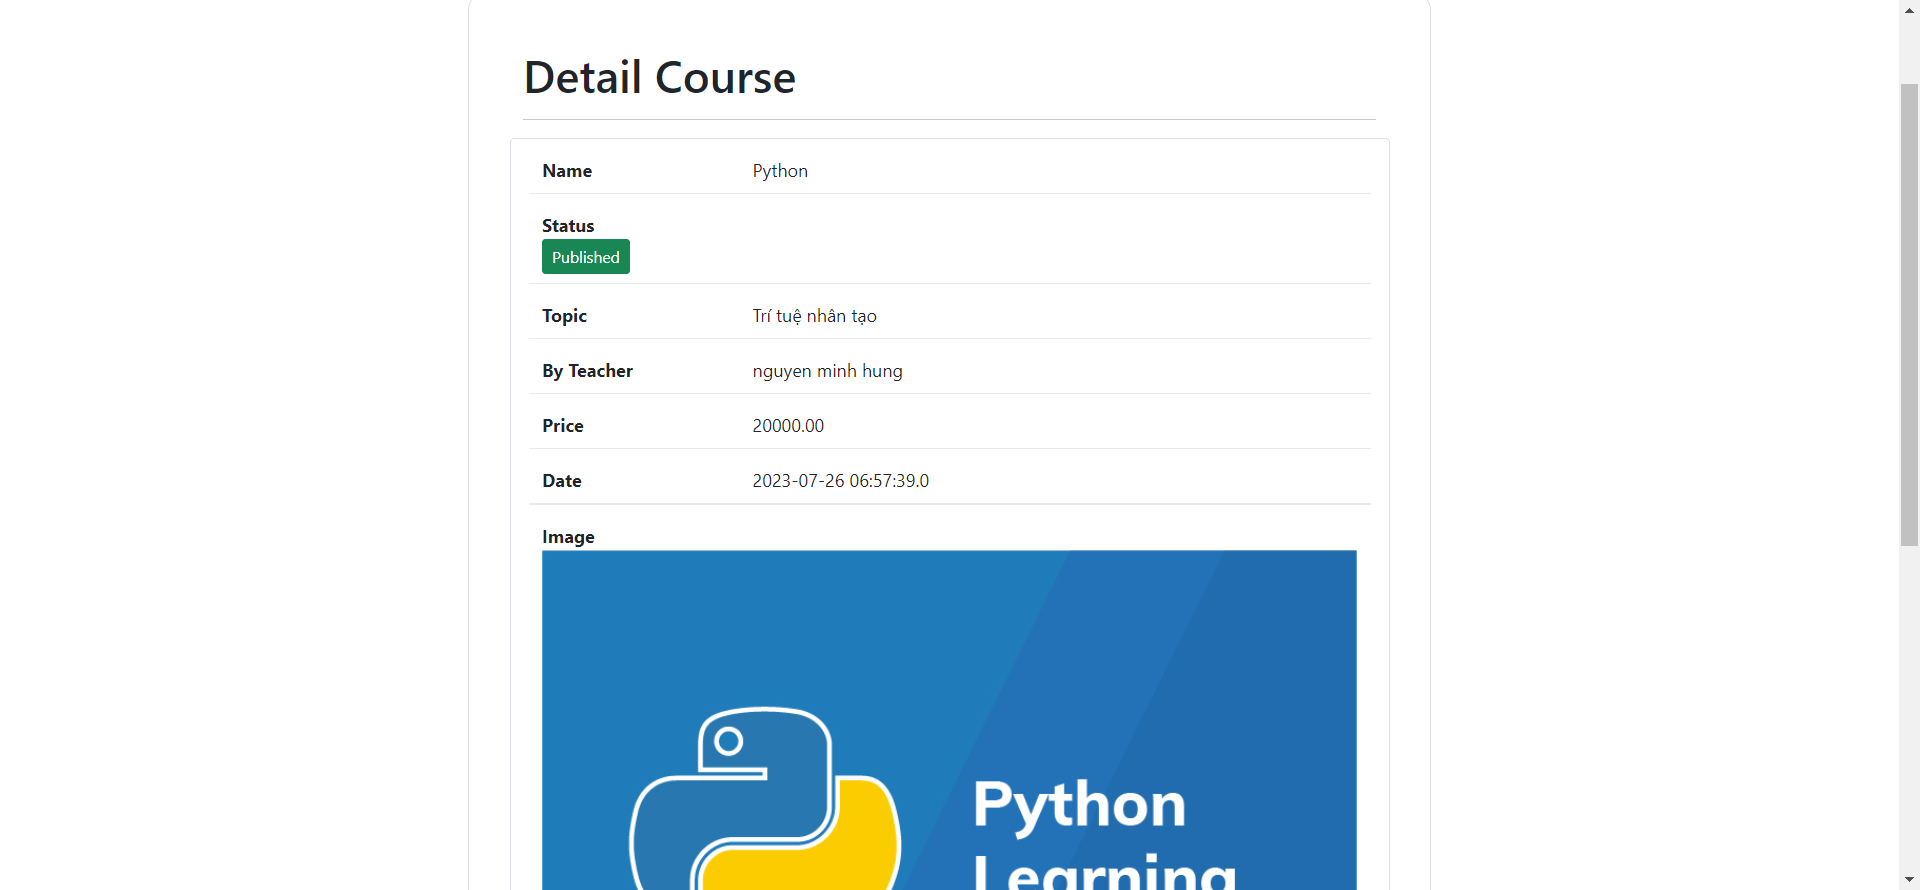 Detail Course
Name Python
Status
Published
Topic Trí tuệ nhân tạo
By Teacher nguyen minh hung
Price 20000.00
Date 2023-07-26 06:57:39.0
Image
Python
Learning